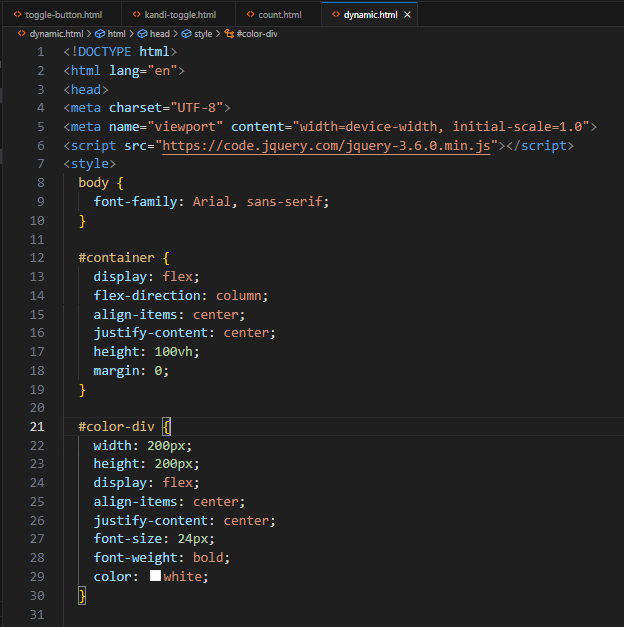 toggle-button.html kandi-toggle.html count.html dynamic.html
dynamic.html > html > head > style > #color-div
1 <!DOCTYPE html>
2 <html lang="en">
3 <head>
4 <meta charset="UTF-8">
5 <meta name="viewport" content="width=device-width, initial-scale=1.0">
6 <script src="https://code.jquery.com/jquery-3.6.0.min.js"></script>
7 <style>
8   body {
9     font-family: Arial, sans-serif;
10   }
11
12   #container {
13     display: flex;
14     flex-direction: column;
15     align-items: center;
16     justify-content: center;
17     height: 100vh;
18     margin: 0;
19   }
20
21   #color-div {
22     width: 200px;
23     height: 200px;
24     display: flex;
25     align-items: center;
26     justify-content: center;
27     font-size: 24px;
28     font-weight: bold;
29     color: white;
30   }
31